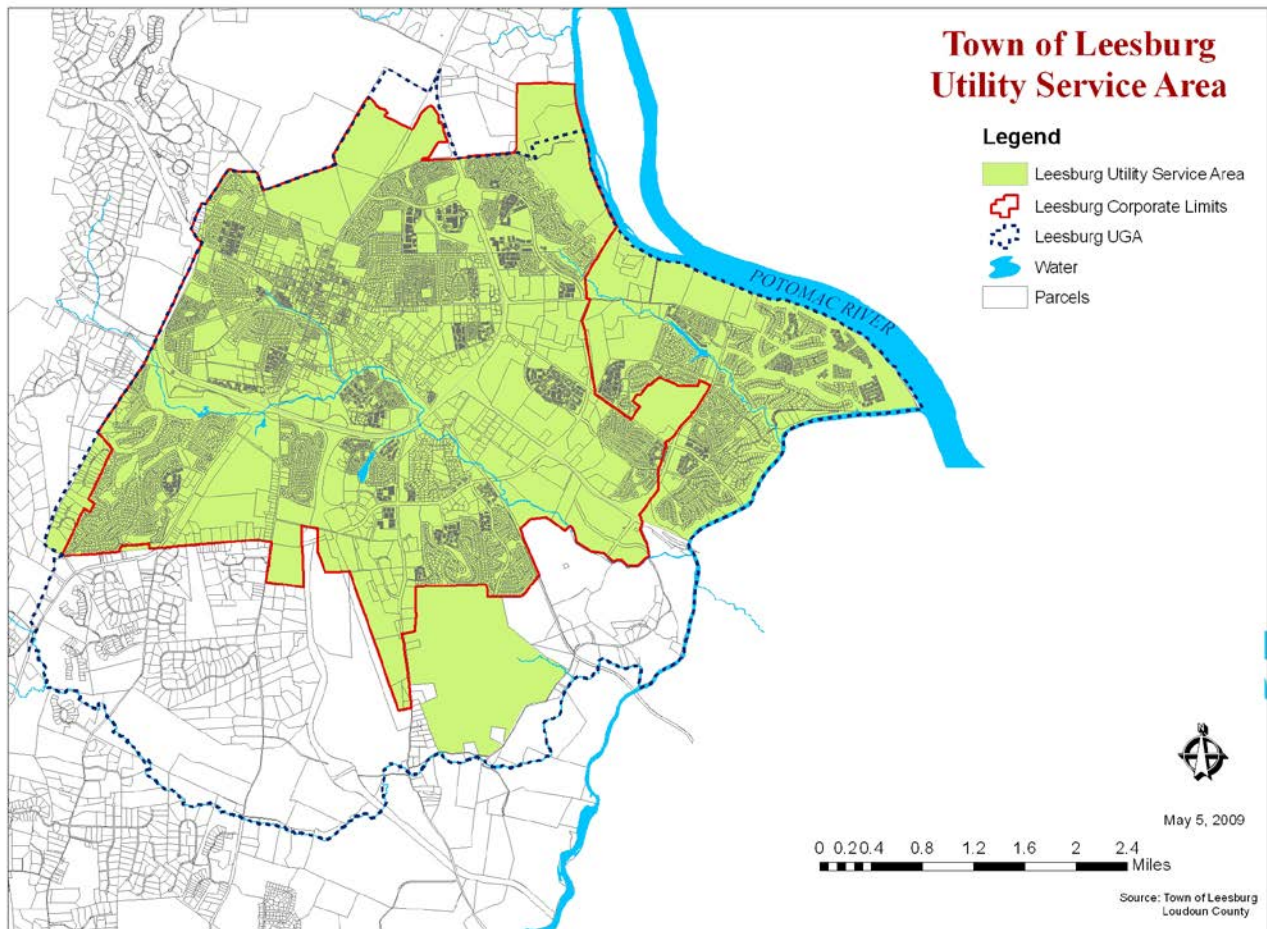 Town of Leesburg
Utility Service Area
Legend
Leesburg Utility Service Area
Leesburg Corporate Limits
Leesburg UGA
Water
Parcels
POTOMAC RIVER
May 5, 2009
0 0.2 0.4 0.8 1.2 1.6 2 2.4
Miles
Source: Town of Leesburg
Loudoun County